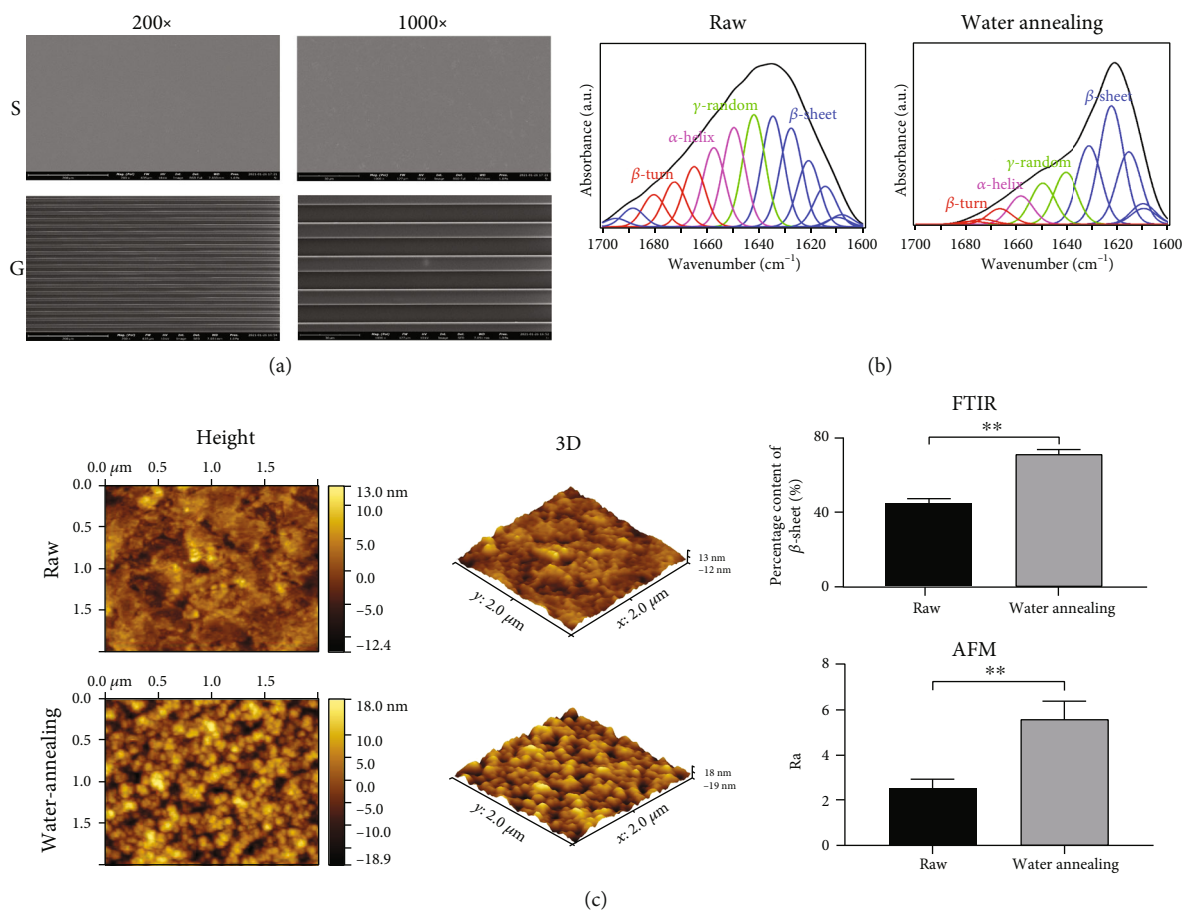 200×
1000×
S
G
(a)
Raw
Water annealing
Absorbance (a.u.)
β-turn
α-helix
γ-random
β-sheet
1700
1680
1660
1640
1620
1600
Wavenumber (cm⁻¹)
Absorbance (a.u.)
β-turn
α-helix
γ-random
β-sheet
1700
1680
1660
1640
1620
1600
Wavenumber (cm⁻¹)
(b)
Height
3D
Raw
0.0 μm 0.5 1.0 1.5
0.0
0.5
1.0
1.5
13.0 nm
10.0
5.0
0.0
−5.0
−12.4
y: 2.0 μm
x: 2.0 μm
13 nm
−12 nm
Water-annealing
0.0 μm 0.5 1.0 1.5
0.0
0.5
1.0
1.5
18.0 nm
10.0
5.0
0.0
−5.0
−10.0
−18.9
y: 2.0 μm
x: 2.0 μm
18 nm
−19 nm
FTIR
**
Percentage content of
β-sheet (%)
80
40
0
Raw
Water annealing
AFM
**
Ra
8
6
4
2
0
Raw
Water annealing
(c)